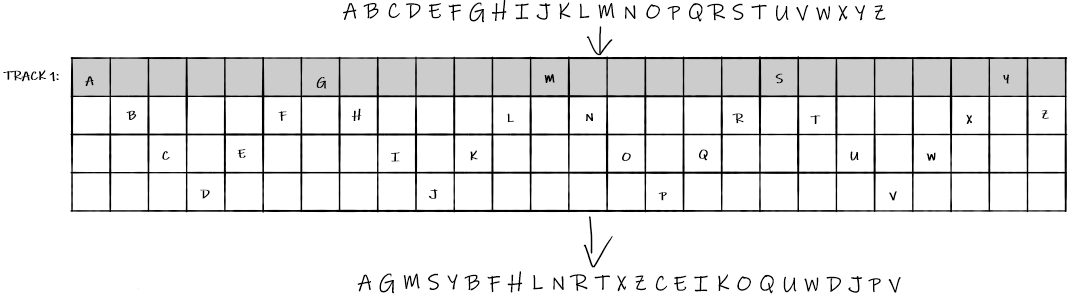 A B C D E F G H I J K L M N O P Q R S T U V W X Y Z
TRACK 1: A G M S Y
B F H L N R T X Z
C E I K O Q U W
D J P V
A G M S Y B F H L N R T X Z C E I K O Q U W D J P V